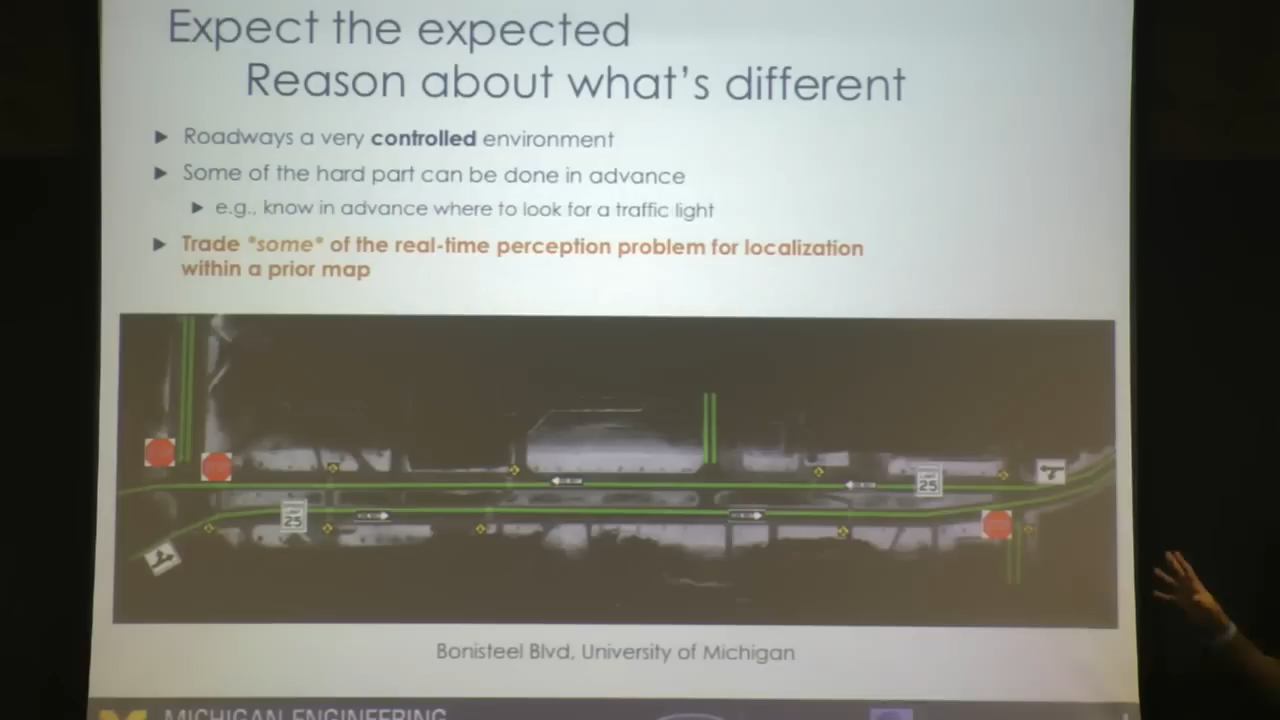 Expect the expected
Reason about what's different
Roadways a very controlled environment
Some of the hard part can be done in advance
e.g., know in advance where to look for a traffic light
Trade *some* of the real-time perception problem for localization
within a prior map
25
25
Bonisteel Blvd, University of Michigan
MICHIGAN ENGINEERING